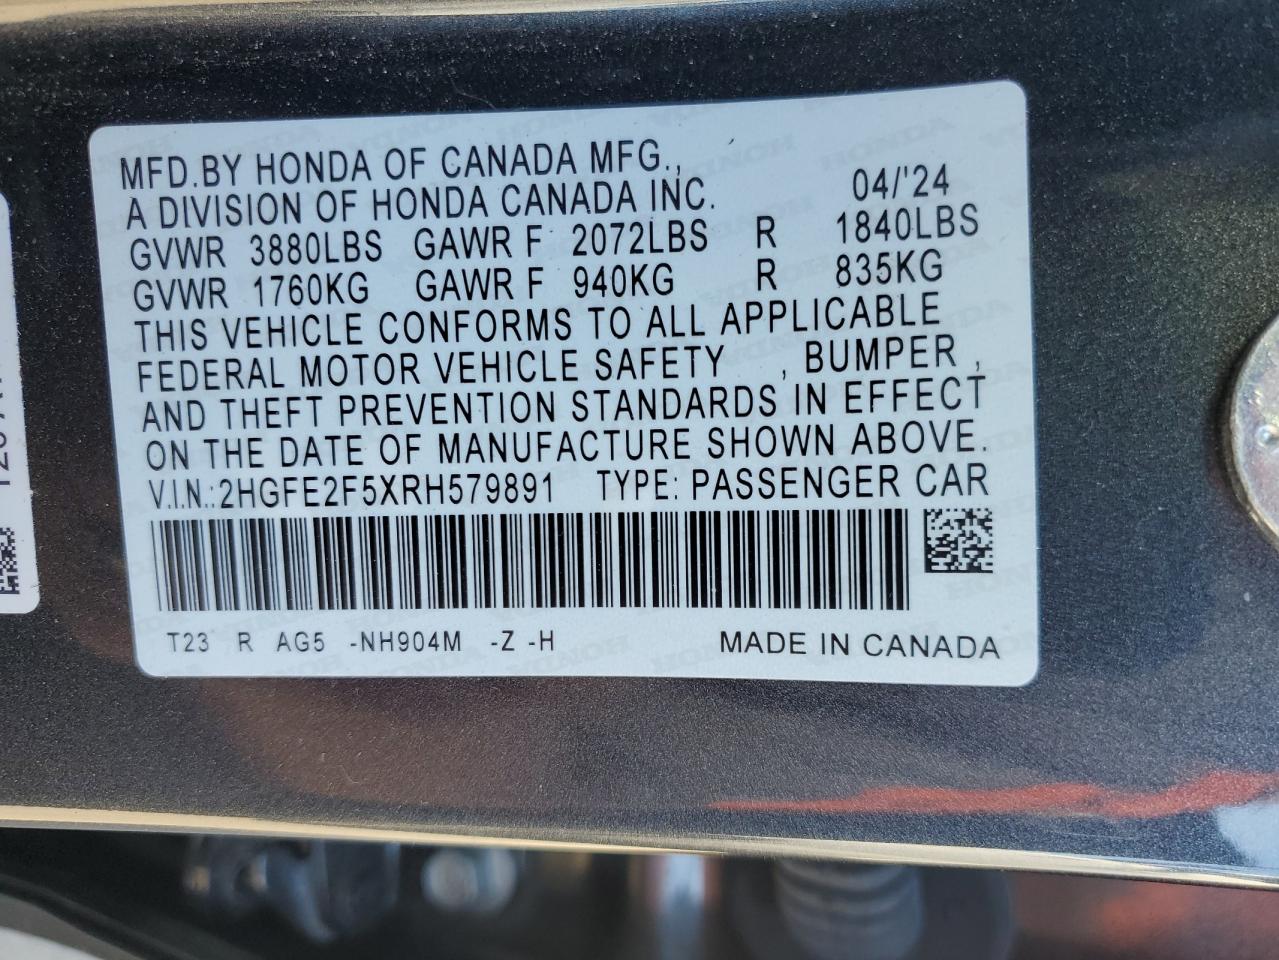 MFD.BY HONDA OF CANADA MFG.,
A DIVISION OF HONDA CANADA INC. 04/'24
GVWR 3880LBS GAWR F 2072LBS R 1840LBS
GVWR 1760KG GAWR F 940KG R 835KG
THIS VEHICLE CONFORMS TO ALL APPLICABLE
FEDERAL MOTOR VEHICLE SAFETY , BUMPER ,
AND THEFT PREVENTION STANDARDS IN EFFECT
ON THE DATE OF MANUFACTURE SHOWN ABOVE.
V.I.N.:2HGFE2F5XRH579891 TYPE: PASSENGER CAR
T23 R AG5 -NH904M -Z -H MADE IN CANADA